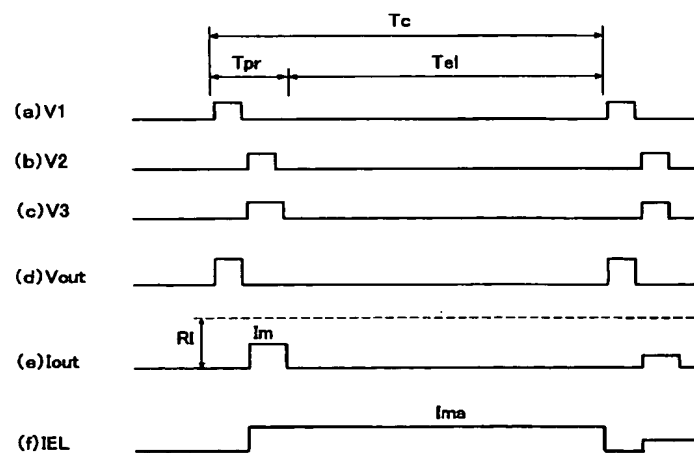 Tc
Tpr
Tel
(a)V1
(b)V2
(c)V3
(d)Vout
RI
Im
(e)Iout
Ima
(f)IEL